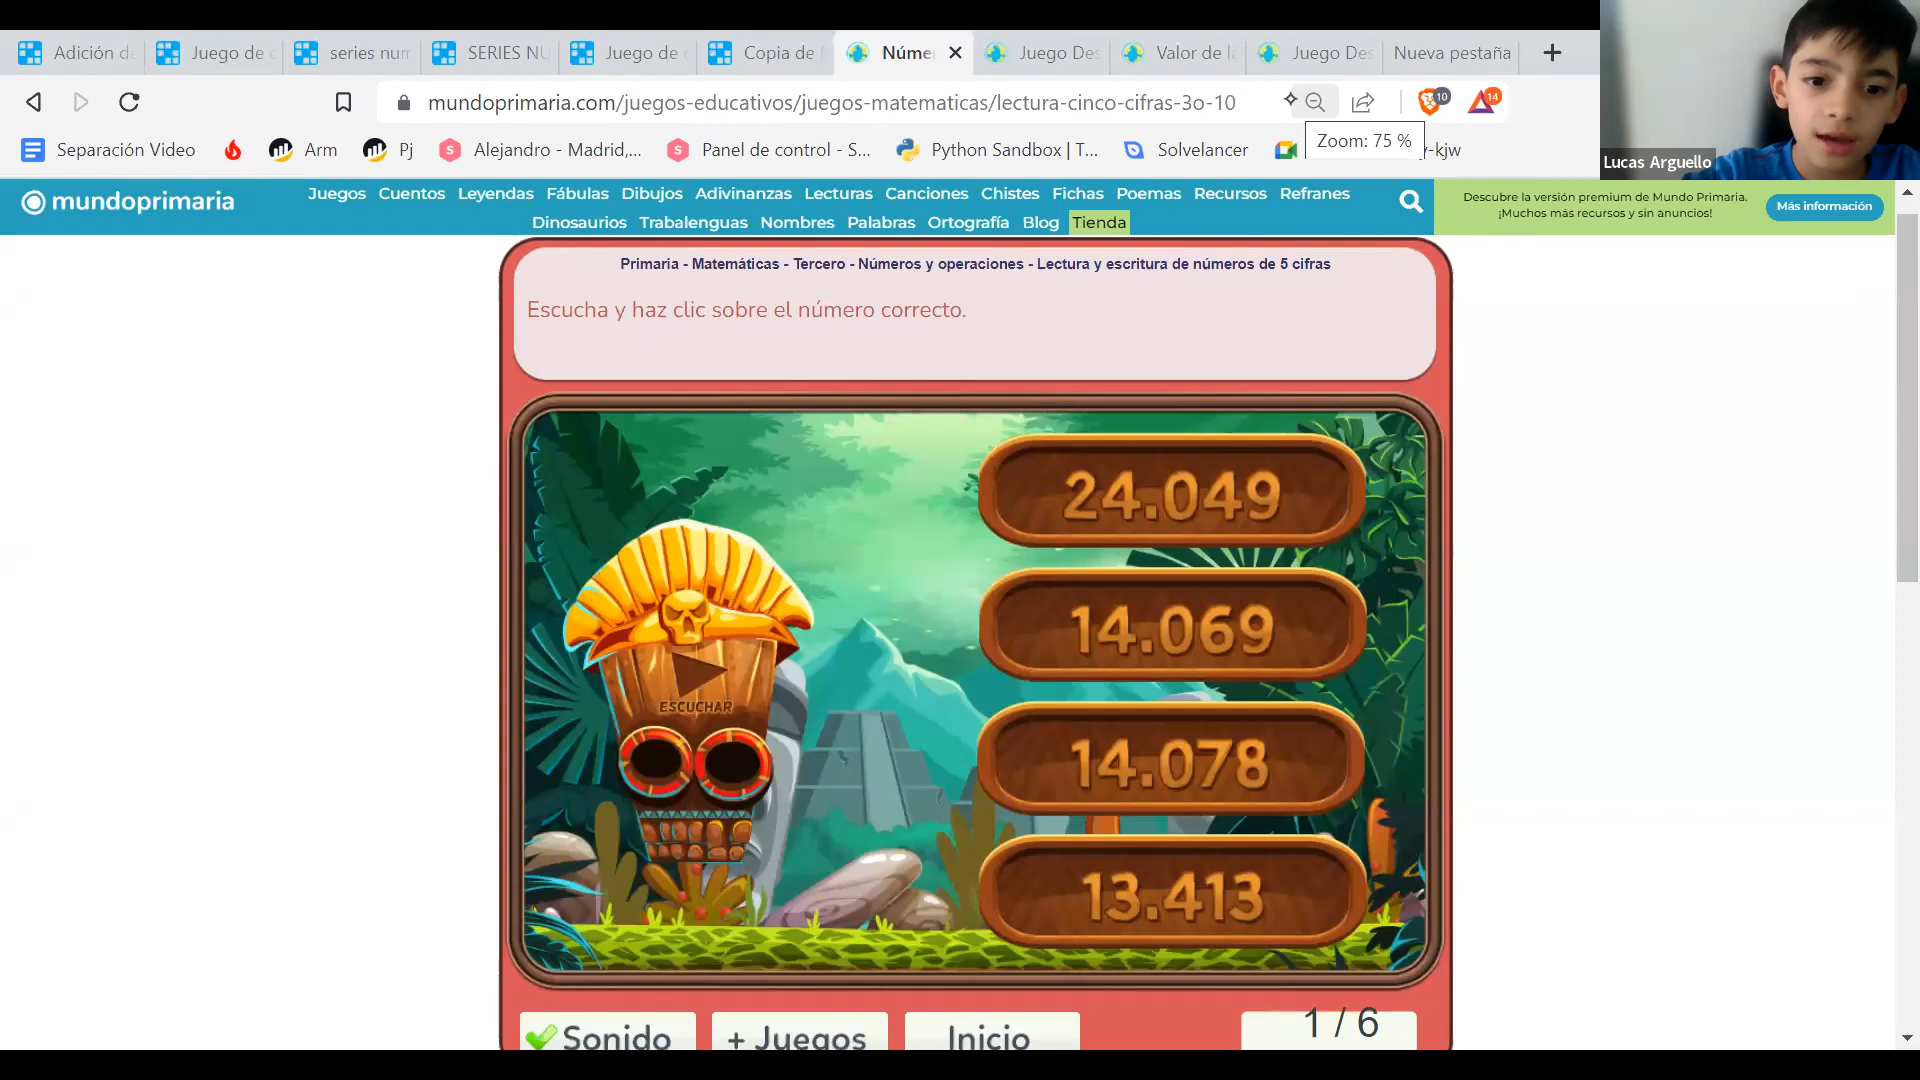 Adición de
Juego de c
series num
SERIES NU
Juego de c
Copia de
Núme
Juego Des
Valor de la
Juego Des
Nueva pestaña
mundoprimaria.com/juegos-educativos/juegos-matematicas/lectura-cinco-cifras-3o-10
10
14
Zoom: 75 %
Separación Video
Arm
Pj
Alejandro - Madrid,...
Panel de control - S...
Python Sandbox | T...
Solvelancer
y-kjw
Lucas Arguello
mundoprimaria
Juegos Cuentos Leyendas Fábulas Dibujos Adivinanzas Lecturas Canciones Chistes Fichas Poemas Recursos Refranes
Dinosaurios Trabalenguas Nombres Palabras Ortografía Blog Tienda
Descubre la versión premium de Mundo Primaria.
¡Muchos más recursos y sin anuncios!
Más información
Primaria - Matemáticas - Tercero - Números y operaciones - Lectura y escritura de números de 5 cifras
Escucha y haz clic sobre el número correcto.
24.049
14.069
ESCUCHAR
14.078
13.413
Sonido
+ Juegos
Inicio
1 / 6